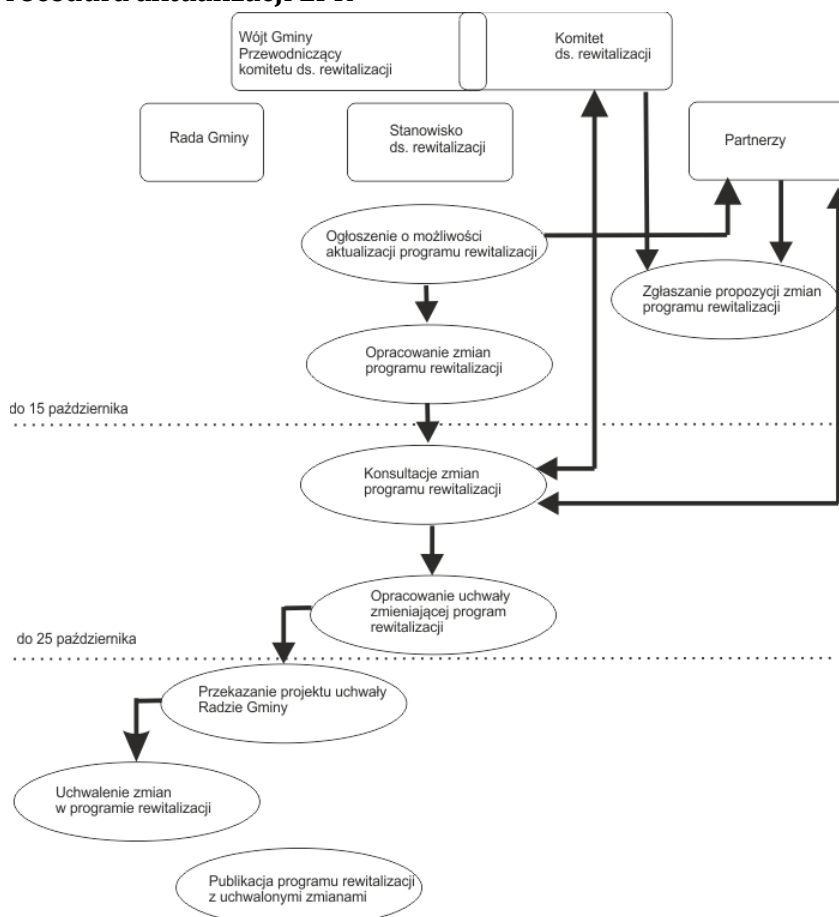 Wójt Gminy
Przewodniczący
komitetu ds. rewitalizacji
Komitet
ds. rewitalizacji
Rada Gminy
Stanowisko
ds. rewitalizacji
Partnerzy
Ogłoszenie o możliwości
aktualizacji programu rewitalizacji
Zgłaszanie propozycji zmian
programu rewitalizacji
Opracowanie zmian
programu rewitalizacji
do 15 października
Konsultacje zmian
programu rewitalizacji
Opracowanie uchwały
zmieniającej program
rewitalizacji
do 25 października
Przekazanie projektu uchwały
Radzie Gminy
Uchwalenie zmian
w programie rewitalizacji
Publikacja programu rewitalizacji
z uchwalonymi zmianami